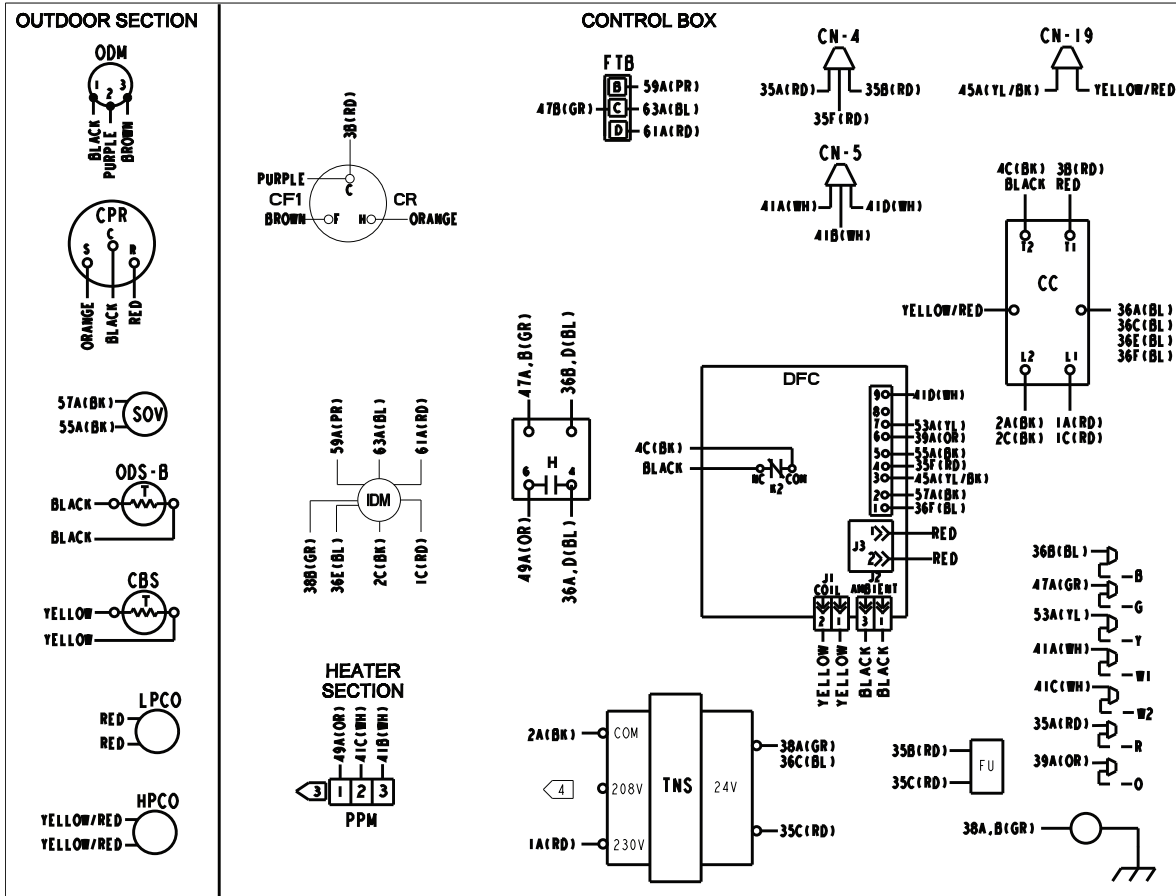 OUTDOOR SECTION
ODM
1 2 3
BLACK
PURPLE
BROWN
CPR
C
S R
ORANGE
BLACK
RED
57A(BK)
55A(BK)
SOV
ODS-B
T
BLACK
BLACK
CBS
T
YELLOW
YELLOW
LPCO
RED
RED
HPCO
YELLOW/RED
YELLOW/RED
CONTROL BOX
3B(RD)
PURPLE
C
CF1 CR
BROWN F H ORANGE
FTB
B 59A(PR)
47B(GR) C 63A(BL)
D 61A(RD)
CN-4
35A(RD) 35B(RD)
35F(RD)
CN-19
45A(YL/BK) YELLOW/RED
CN-5
41A(WH) 41D(WH)
41B(WH)
4C(BK) 3B(RD)
BLACK RED
T2 T1
CC
YELLOW/RED
36A(BL)
36C(BL)
36E(BL)
36F(BL)
L2 L1
2A(BK) 1A(RD)
2C(BK) 1C(RD)
59A(PR)
63A(BL)
61A(RD)
IDM
38B(GR)
36E(BL)
2C(BK)
1C(RD)
47A,B(GR)
36B,D(BL)
6 H 4
49A(OR)
36A,D(BL)
DFC
4C(BK)
BLACK
NC K2 COM
9 41D(WH)
8
7 53A(YL)
6 39A(OR)
5 55A(BK)
4 35F(RD)
3 45A(YL/BK)
2 57A(BK)
1 36F(BL)
J3
1 RED
2 RED
J1 J2
COIL AMBIENT
2 1 3 1
YELLOW
YELLOW
BLACK
BLACK
HEATER
SECTION
49A(OR)
41C(WH)
41B(WH)
3 1 2 3
PPM
2A(BK) COM
4 208V
1A(RD) 230V
TNS
24V
38A(GR)
36C(BL)
35C(RD)
35B(RD)
35C(RD)
FU
36B(BL)
B
47A(GR)
G
53A(YL)
Y
41A(WH)
W1
41C(WH)
W2
35A(RD)
R
39A(OR)
O
38A,B(GR)